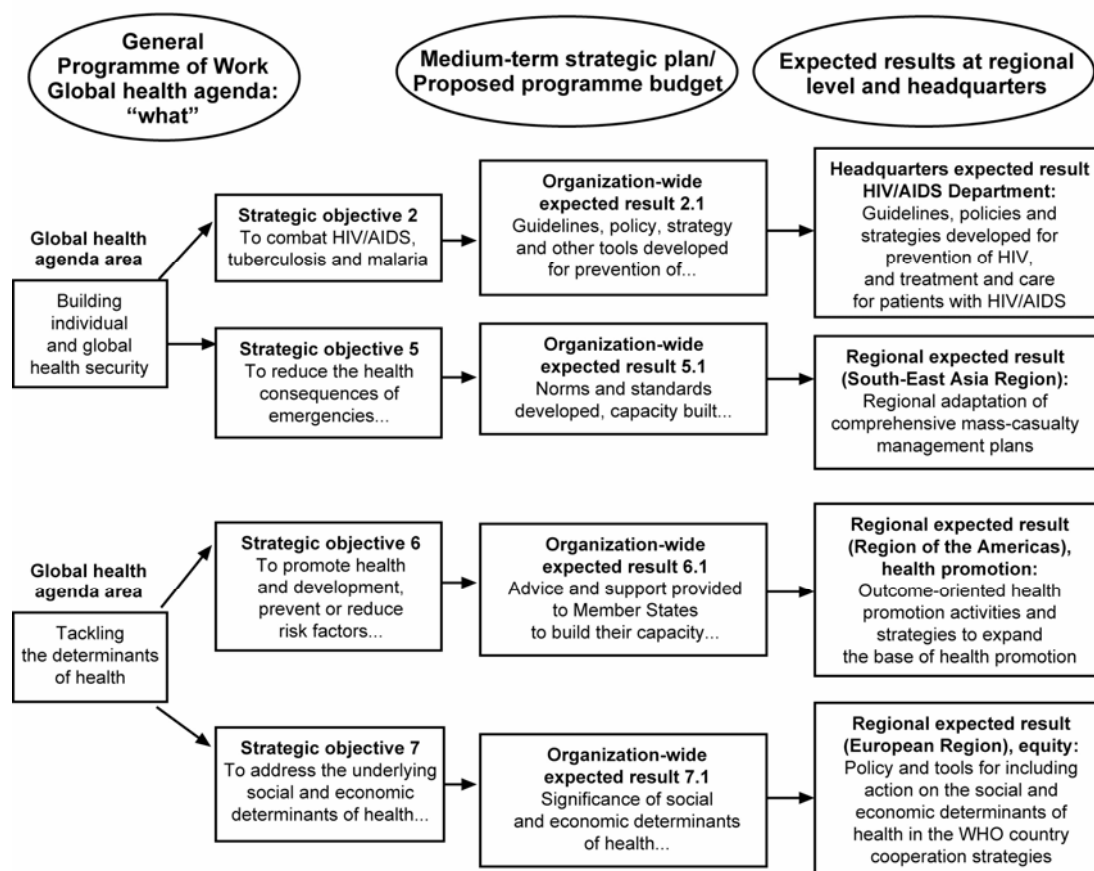 General
Programme of Work
Global health agenda:
“what”
Medium-term strategic plan/
Proposed programme budget
Expected results at regional
level and headquarters
Global health
agenda area
Building
individual
and global
health security
Strategic objective 2
To combat HIV/AIDS,
tuberculosis and malaria
Organization-wide
expected result 2.1
Guidelines, policy, strategy
and other tools developed
for prevention of...
Headquarters expected result
HIV/AIDS Department:
Guidelines, policies and
strategies developed for
prevention of HIV,
and treatment and care
for patients with HIV/AIDS
Strategic objective 5
To reduce the health
consequences of
emergencies...
Organization-wide
expected result 5.1
Norms and standards
developed, capacity built...
Regional expected result
(South-East Asia Region):
Regional adaptation of
comprehensive mass-casualty
management plans
Global health
agenda area
Tackling
the determinants
of health
Strategic objective 6
To promote health
and development,
prevent or reduce
risk factors...
Organization-wide
expected result 6.1
Advice and support provided
to Member States
to build their capacity...
Regional expected result
(Region of the Americas),
health promotion:
Outcome-oriented health
promotion activities and
strategies to expand
the base of health promotion
Strategic objective 7
To address the underlying
social and economic
determinants of health...
Organization-wide
expected result 7.1
Significance of social
and economic determinants
of health...
Regional expected result
(European Region), equity:
Policy and tools for including
action on the social and
economic determinants of
health in the WHO country
cooperation strategies